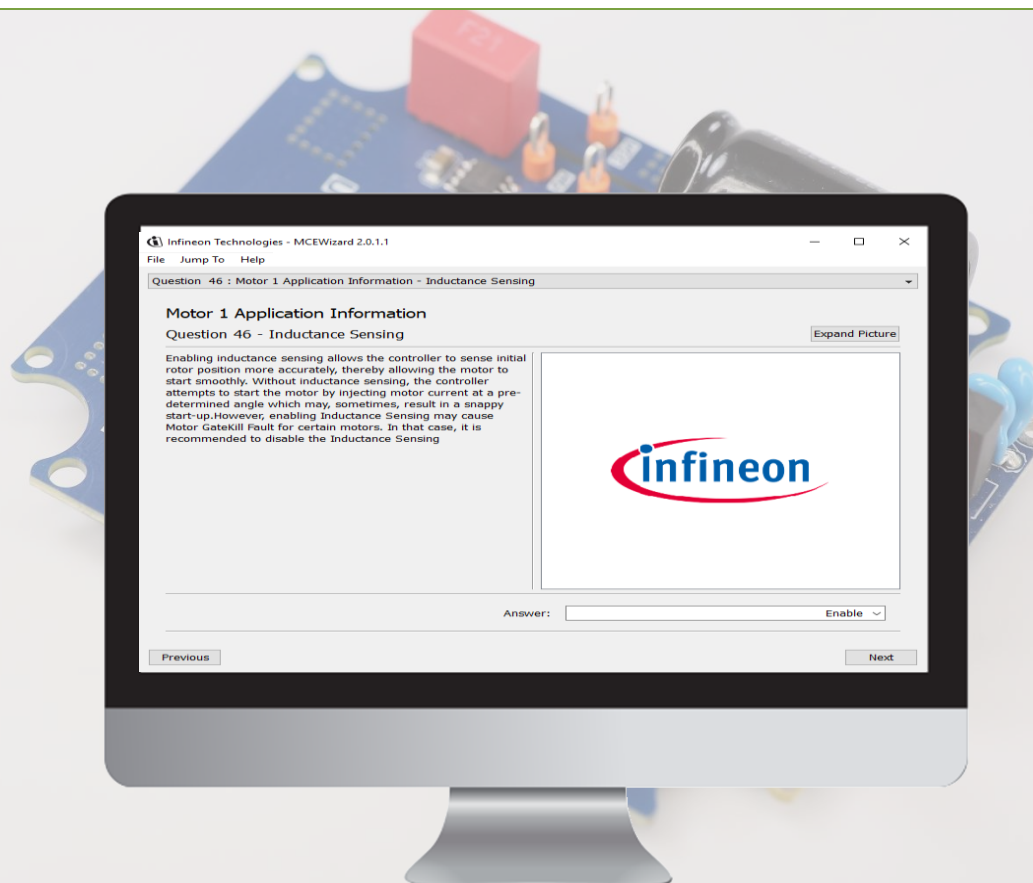 F21
Infineon Technologies - MCEWizard 2.0.1.1
File Jump To Help
Question 46 : Motor 1 Application Information - Inductance Sensing
Motor 1 Application Information
Question 46 - Inductance Sensing
Expand Picture
Enabling inductance sensing allows the controller to sense initial
rotor position more accurately, thereby allowing the motor to
start smoothly. Without inductance sensing, the controller
attempts to start the motor by injecting motor current at a pre-
determined angle which may, sometimes, result in a snappy
start-up.However, enabling Inductance Sensing may cause
Motor GateKill Fault for certain motors. In that case, it is
recommended to disable the Inductance Sensing
infineon
Answer:
Enable
Previous
Next